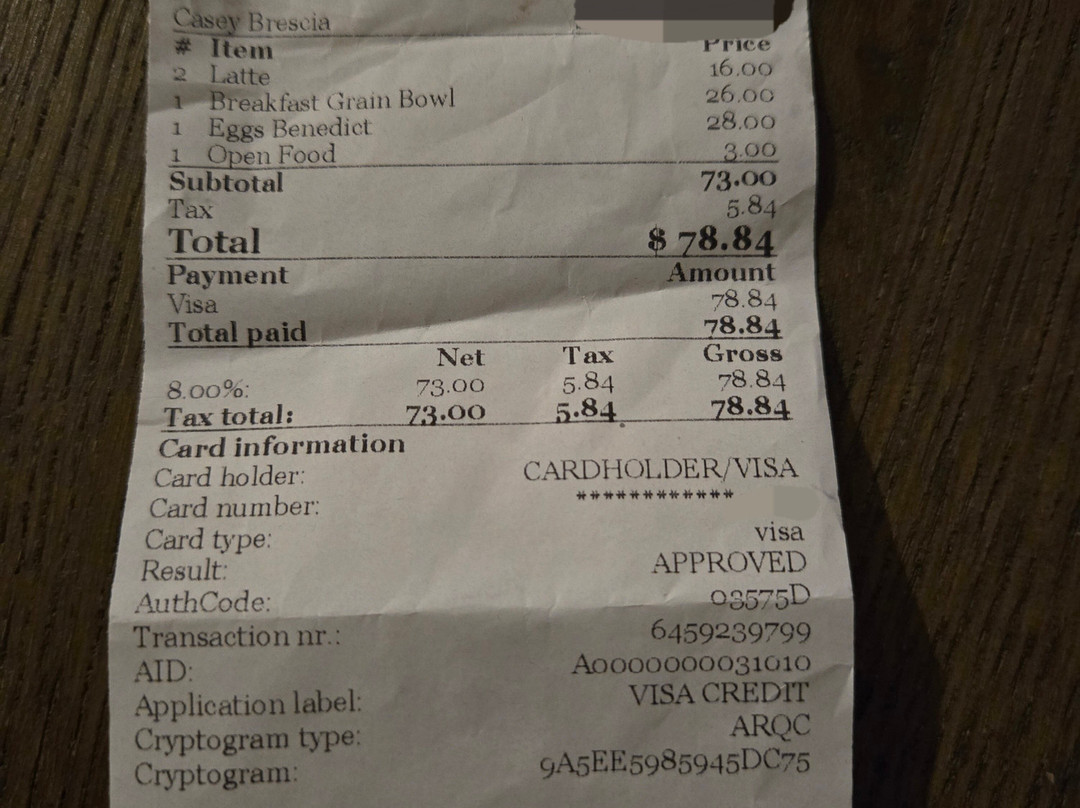 Casey Brescia
# Item Price
2 Latte 16.00
1 Breakfast Grain Bowl 26.00
1 Eggs Benedict 28.00
1 Open Food 3.00
Subtotal 73.00
Tax 5.84
Total $ 78.84
Payment Amount
Visa 78.84
Total paid 78.84
Net Tax Gross
8.00%: 73.00 5.84 78.84
Tax total: 73.00 5.84 78.84
Card information
Card holder: CARDHOLDER/VISA
Card number: ************
Card type: visa
Result: APPROVED
AuthCode: 03575D
Transaction nr.: 6459239799
AID: A0000000031010
Application label: VISA CREDIT
Cryptogram type: ARQC
Cryptogram: 9A5EE5985945DC75